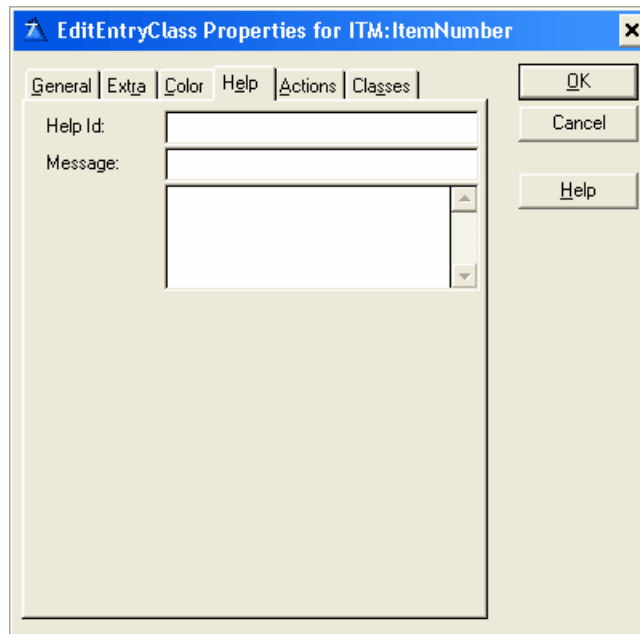 EditEntryClass Properties for ITM:ItemNumber
General Extra Color Help Actions Classes
OK
Help Id:
Cancel
Message:
Help